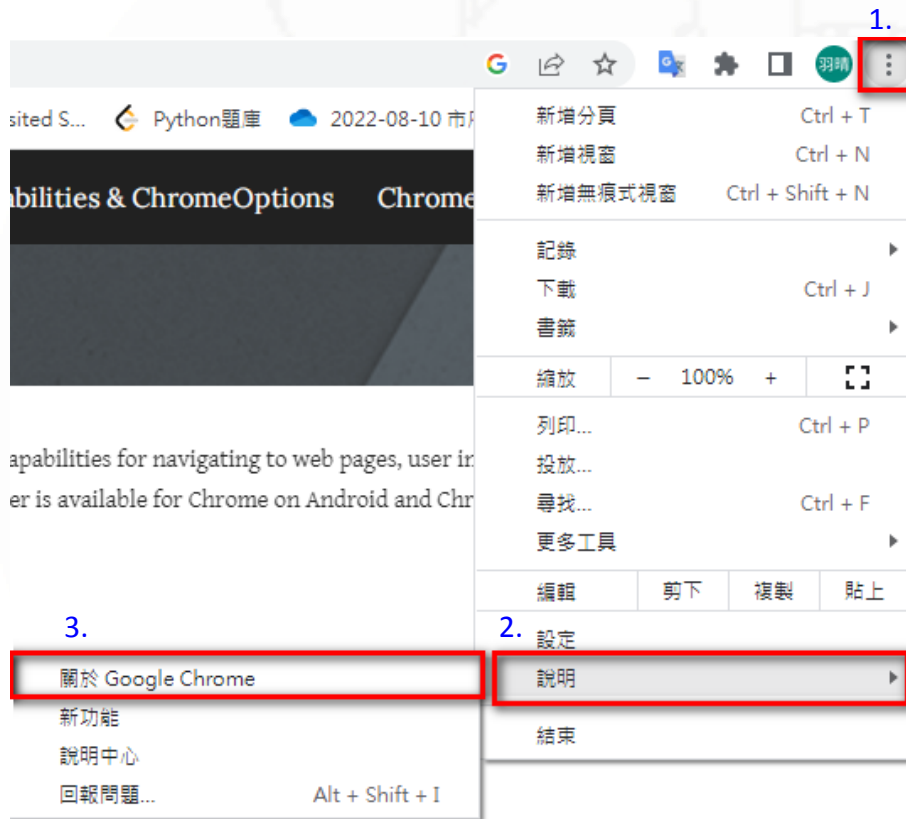 1.
羽晴
sited S... Python題庫 2022-08-10 市
abilities & ChromeOptions Chrome
新增分頁 Ctrl + T
新增視窗 Ctrl + N
新增無痕式視窗 Ctrl + Shift + N
記錄
下載 Ctrl + J
書籤
縮放 – 100% +
列印... Ctrl + P
apabilities for navigating to web pages, user in
投放...
er is available for Chrome on Android and Chr
尋找... Ctrl + F
更多工具
編輯 剪下 複製 貼上
3.
2.
設定
關於 Google Chrome
說明
新功能
結束
說明中心
回報問題... Alt + Shift + I